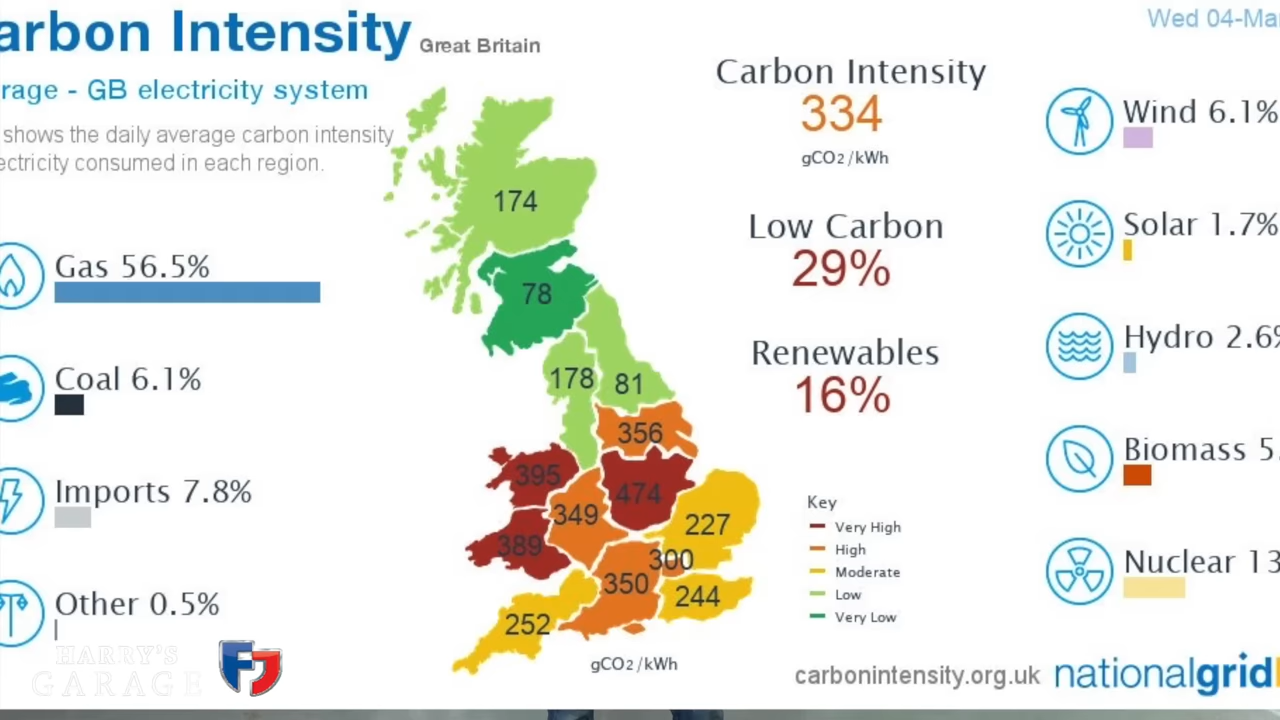 arbon Intensity Great Britain
rage - GB electricity system
shows the daily average carbon intensity
ectricity consumed in each region.
Wed 04-Mar
Gas 56.5%
Coal 6.1%
Imports 7.8%
Other 0.5%
174
78
178
81
356
395
474
349
227
389
300
350
244
252
gCO2/kWh
Carbon Intensity
334
gCO2/kWh
Low Carbon
29%
Renewables
16%
Key
Very High
High
Moderate
Low
Very Low
Wind 6.1%
Solar 1.7%
Hydro 2.6%
Biomass 5.
Nuclear 13
carbonintensity.org.uk
nationalgrid
HARRY'S
GARAGE